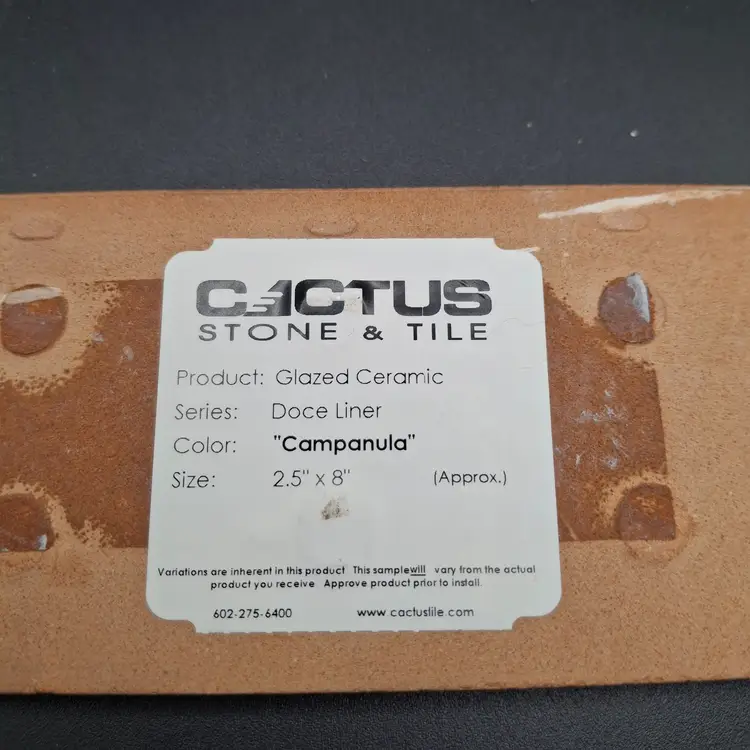 CACTUS
STONE & TILE
Product: Glazed Ceramic
Series: Doce Liner
Color: "Campanula"
Size: 2.5" x 8" (Approx.)
Variations are inherent in this product This sample will vary from the actual
product you receive. Approve product prior to install.
602-275-6400 www.cactustile.com